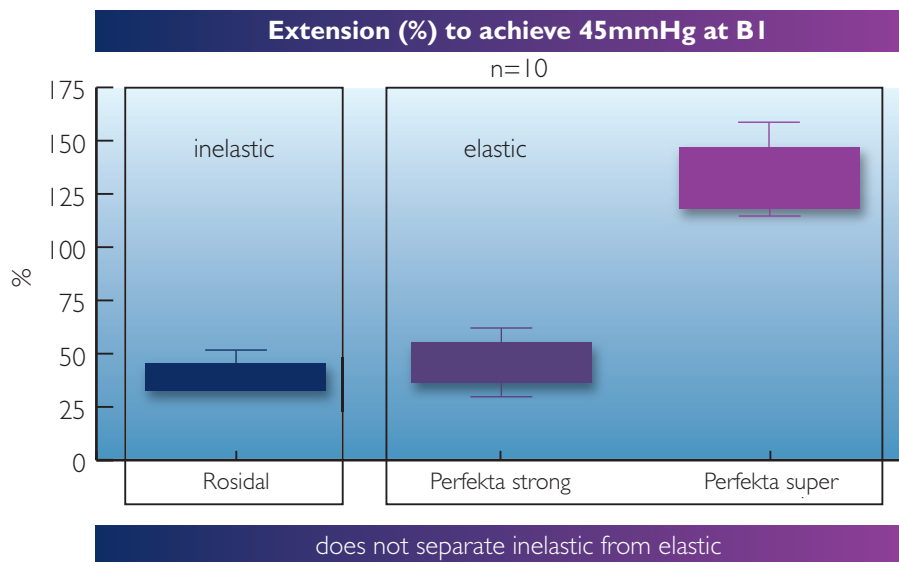 Extension (%) to achieve 45mmHg at B1
n=10
175
150
125
100
75
50
25
0
%
inelastic
elastic
Rosidal
Perfekta strong
Perfekta super
does not separate inelastic from elastic